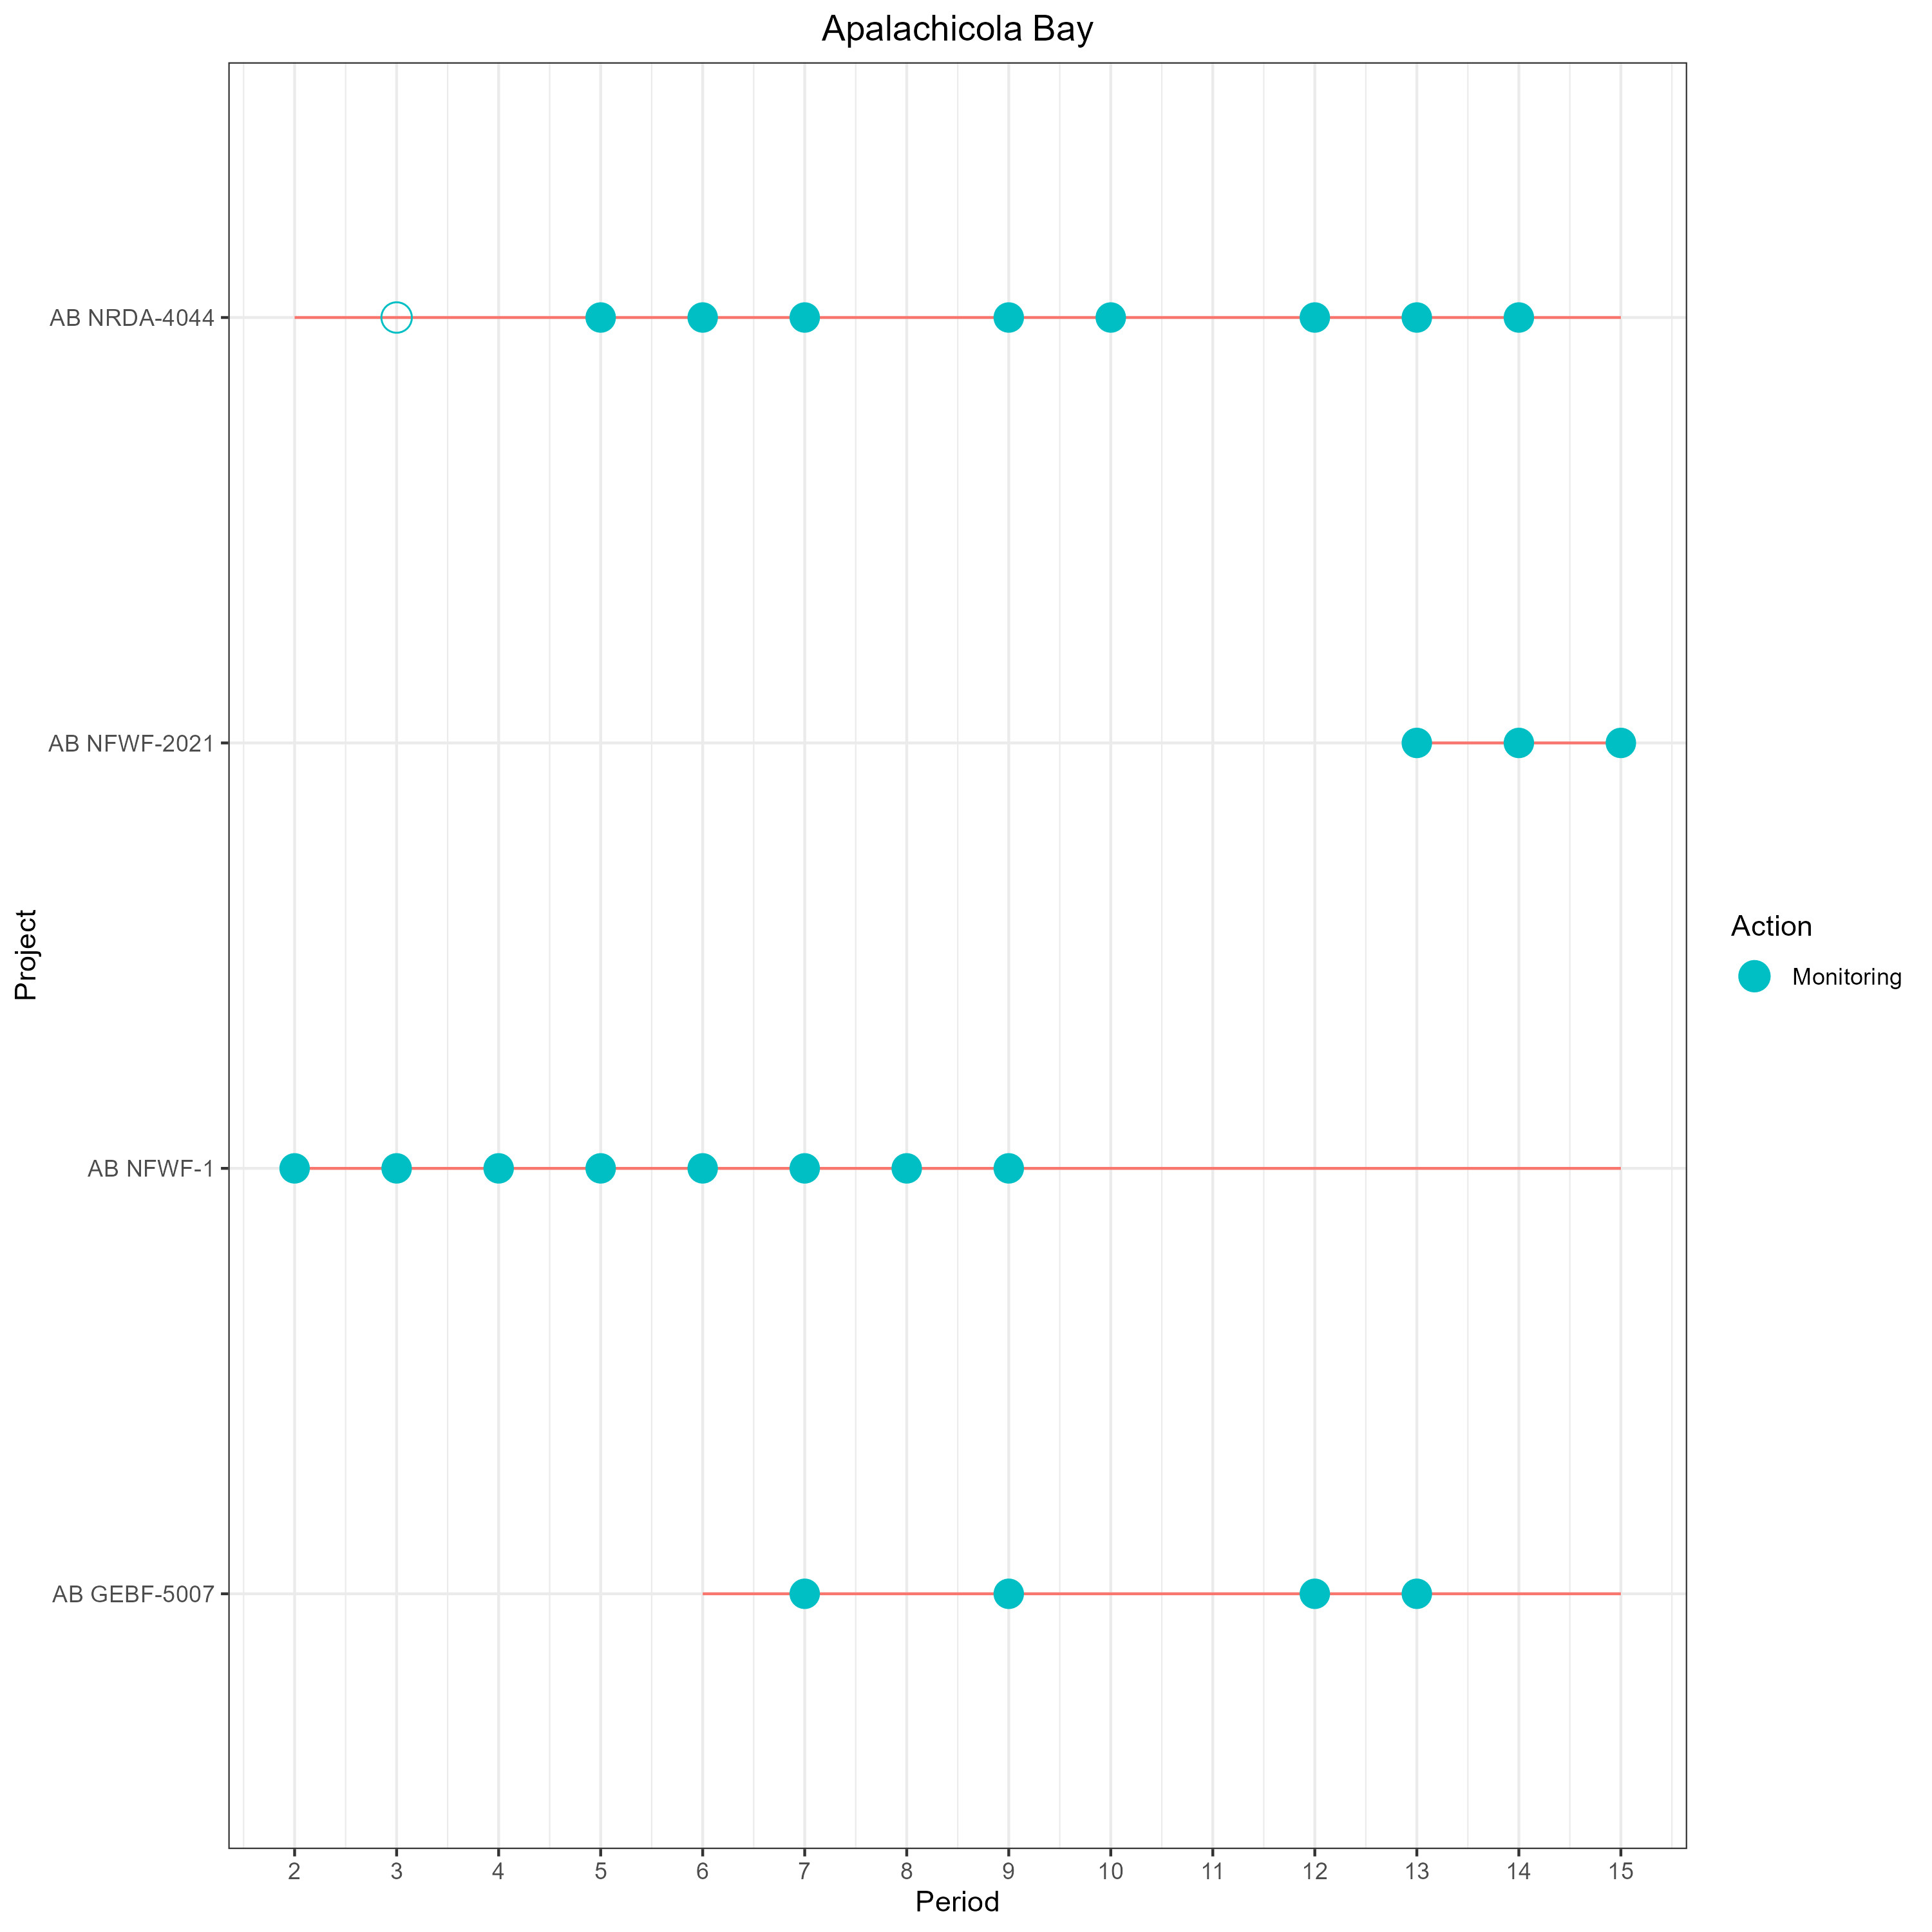 Apalachicola Bay
AB NRDA-4044
AB NFWF-2021
AB NFWF-1
AB GEBF-5007
Project
2 3 4 5 6 7 8 9 10 11 12 13 14 15
Period
Action
Monitoring